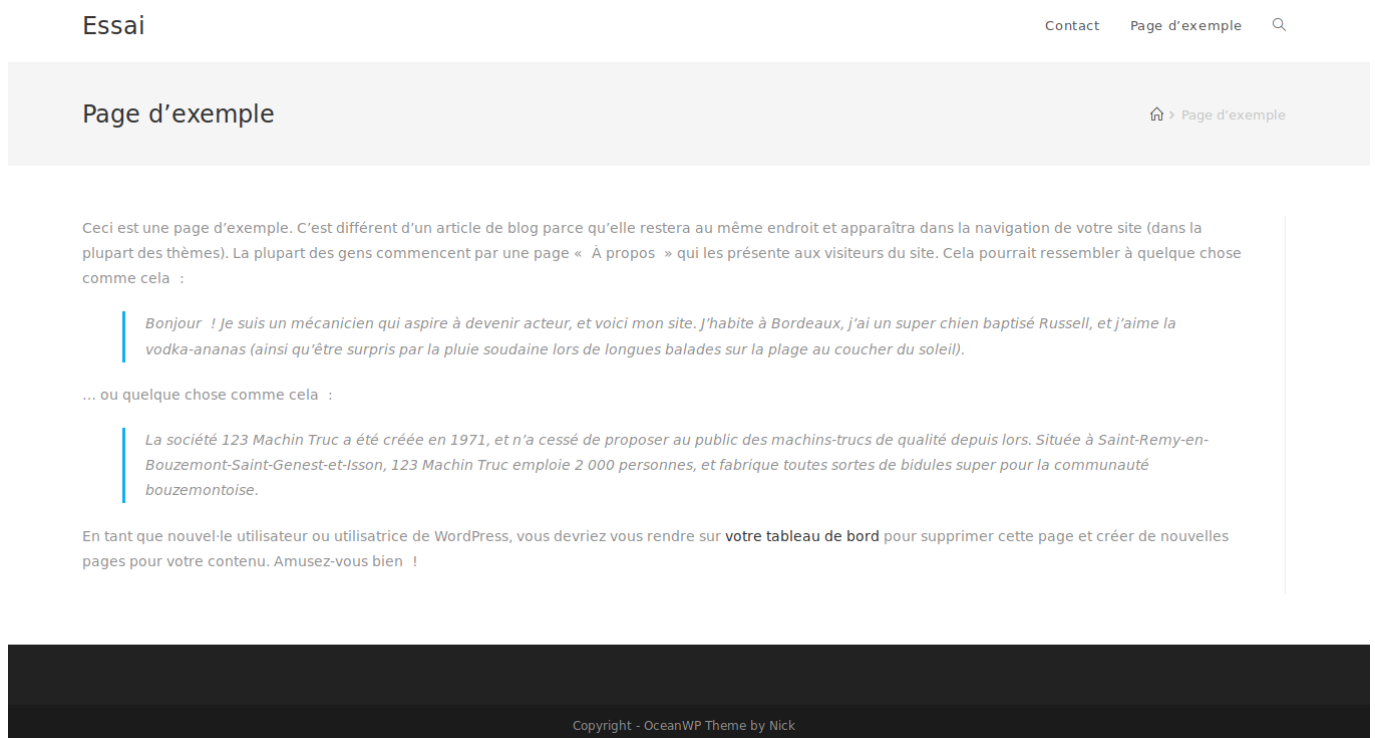 Essai
Contact
Page d’exemple
Page d’exemple
Page d’exemple
Ceci est une page d’exemple. C’est différent d’un article de blog parce qu’elle restera au même endroit et apparaîtra dans la navigation de votre site (dans la
plupart des thèmes). La plupart des gens commencent par une page « À propos » qui les présente aux visiteurs du site. Cela pourrait ressembler à quelque chose
comme cela :
Bonjour ! Je suis un mécanicien qui aspire à devenir acteur, et voici mon site. J’habite à Bordeaux, j’ai un super chien baptisé Russell, et j’aime la
vodka-ananas (ainsi qu’être surpris par la pluie soudaine lors de longues balades sur la plage au coucher du soleil).
… ou quelque chose comme cela :
La société 123 Machin Truc a été créée en 1971, et n’a cessé de proposer au public des machins-trucs de qualité depuis lors. Située à Saint-Remy-en-
Bouzemont-Saint-Genest-et-Isson, 123 Machin Truc emploie 2 000 personnes, et fabrique toutes sortes de bidules super pour la communauté
bouzemontoise.
En tant que nouvel·le utilisateur ou utilisatrice de WordPress, vous devriez vous rendre sur votre tableau de bord pour supprimer cette page et créer de nouvelles
pages pour votre contenu. Amusez-vous bien !
Copyright - OceanWP Theme by Nick